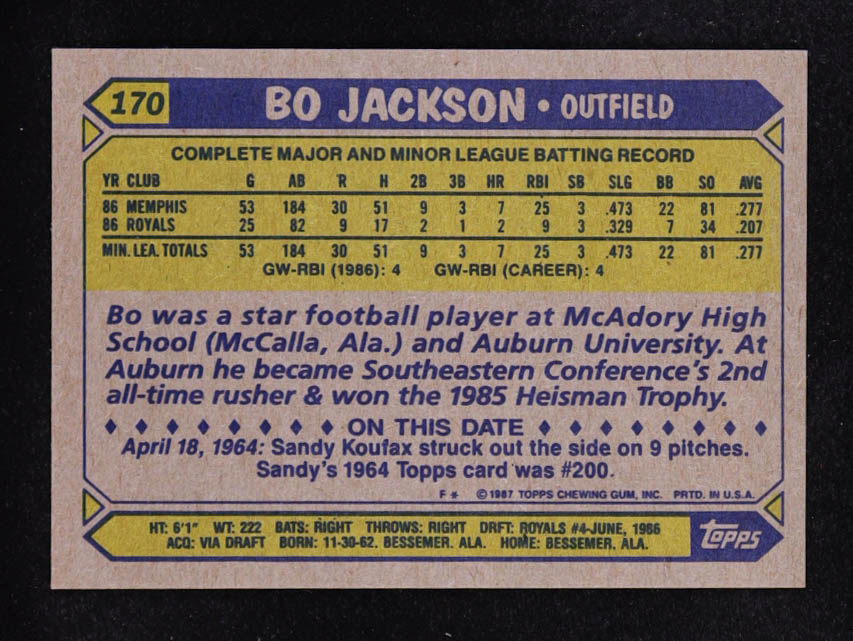 170 BO JACKSON • OUTFIELD
COMPLETE MAJOR AND MINOR LEAGUE BATTING RECORD
YR CLUB G AB R H 2B 3B HR RBI SB SLG BB SO AVG
86 MEMPHIS 53 184 30 51 9 3 7 25 3 .473 22 81 .277
86 ROYALS 25 82 9 17 2 1 2 9 3 .329 7 34 .207
MIN. LEA. TOTALS 53 184 30 51 9 3 7 25 3 .473 22 81 .277
GW-RBI (1986): 4 GW-RBI (CAREER): 4
Bo was a star football player at McAdory High
School (McCalla, Ala.) and Auburn University. At
Auburn he became Southeastern Conference's 2nd
all-time rusher & won the 1985 Heisman Trophy.
♦ ♦ ♦ ♦ ♦ ♦ ♦ ♦ ON THIS DATE ♦ ♦ ♦ ♦ ♦ ♦ ♦ ♦
April 18, 1964: Sandy Koufax struck out the side on 9 pitches.
Sandy's 1964 Topps card was #200.
F * © 1987 TOPPS CHEWING GUM, INC. PRTD. IN U.S.A.
HT: 6'1" WT: 222 BATS: RIGHT THROWS: RIGHT DRFT: ROYALS #4-JUNE, 1986
ACQ: VIA DRAFT BORN: 11-30-62, BESSEMER, ALA. HOME: BESSEMER, ALA.
TOPPS